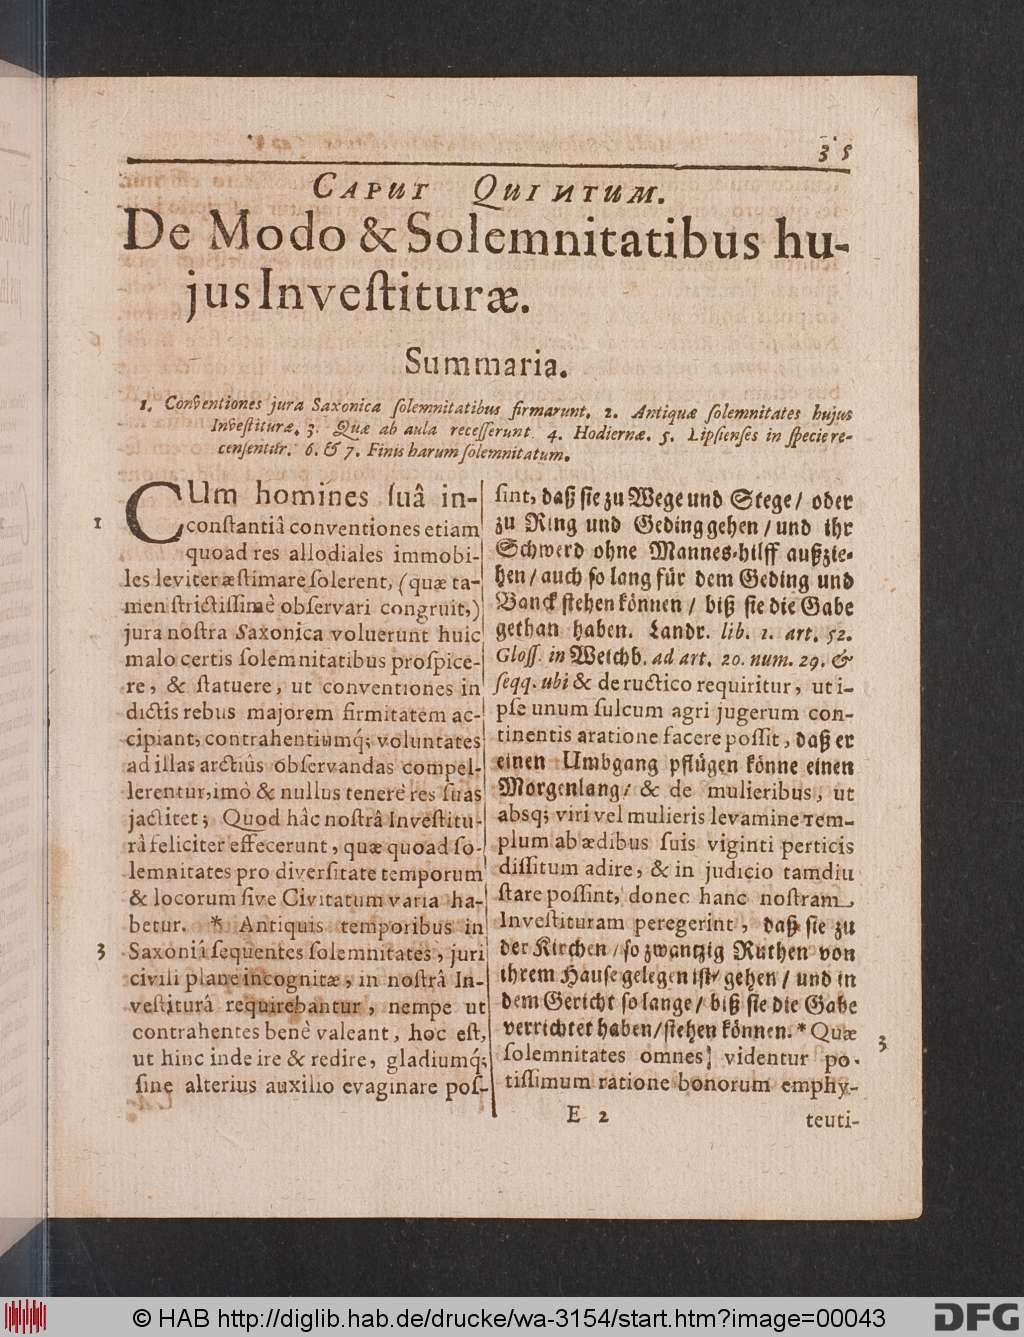 35
CAPUT QUINTUM.
De Modo & Solemnitatibus hu-
jus Inveſtituræ.
Summaria.
1. Conventiones jura Saxonica ſolemnitatibus firmarunt. 2. Antiquæ ſolemnitates hujus
Inveſtituræ. 3. Quæ ab aula receſſerunt. 4. Hodiernæ. 5. Lipſienſes in ſpecie re-
cenſentur. 6. & 7. Finis harum ſolemnitatum.
1
CUm homines ſuâ in-
conſtantiâ conventiones etiam
quoad res allodiales immobi-
les leviter æſtimare ſolerent, (quæ ta-
men ſtrictiſſimè obſervari congruit,)
jura noſtra Saxonica voluerunt huic
malo certis ſolemnitatibus proſpice-
re, & ſtatuere, ut conventiones in
dictis rebus majorem firmitatem ac-
cipiant, contrahentiumq́; voluntates
ad illas arctiùs obſervandas compel-
lerentur, imò & nullus temerè res ſuas
jactitet; Quod hâc noſtrâ Inveſtitu-
râ feliciter effecerunt, quæ quoad ſo-
lemnitates pro diverſitate temporum
& locorum ſive Civitatum varia ha-
betur. * Antiquis temporibus in
3
Saxoniâ ſequentes ſolemnitates, juri
civili plane incognitæ, in noſtrâ In-
veſtiturâ requirebantur, nempe ut
contrahentes benè valeant, hoc eſt,
ut hinc inde ire & redire, gladiumq́;
ſine alterius auxilio evaginare poſ-
ſint, daß ſie zu Wege und Stege/ oder
zu Ring und Geding gehen/ und ihr
Schwerd ohne Mannes-hilff außzie-
hen/ auch ſo lang für dem Geding und
Banck ſtehen können/ biß ſie die Gabe
gethan haben. Landr. lib. 1. art. 52.
Gloſſ. in Weichb. ad art. 20. num. 29. &
ſeqq. ubi & de ructico requiritur, ut i-
pſe unum ſulcum agri jugerum con-
tinentis aratione facere poſſit, daß er
einen Umbgang pflügen könne einen
Morgenlang/ & de mulieribus, ut
absq; viri vel mulieris levamine tem-
plum ab ædibus ſuis viginti perticis
diſſitum adire, & in judicio tamdiu
ſtare poſſint, donec hanc noſtram
Inveſtituram peregerint, daß ſie zu
der Kirchen/ ſo zwantzig Ruthen von
ihrem Hauſe gelegen iſt/ gehen/ und in
dem Gericht ſo lange/ biß ſie die Gabe
verrichtet haben/ ſtehen können. * Quæ
3
ſolemnitates omnes videntur po-
tiſſimum ratione bonorum emphy-
E 2
teuti-
© HAB http://diglib.hab.de/drucke/wa-3154/start.htm?image=00043
DFG